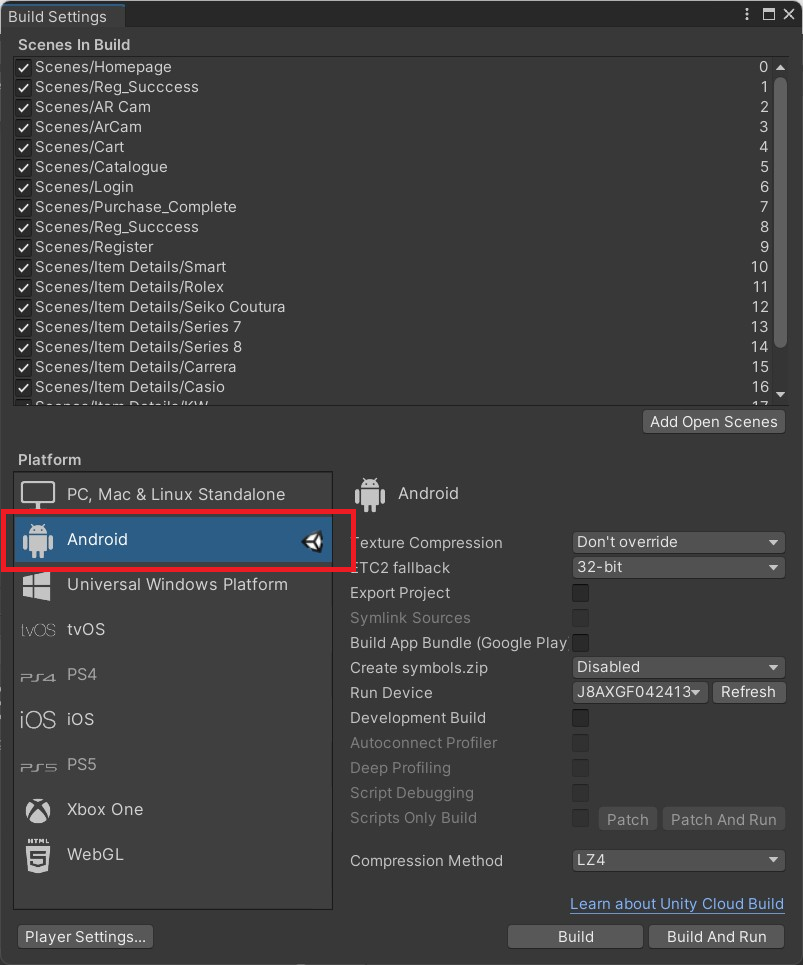 Build Settings
Scenes In Build
Scenes/Homepage 0
Scenes/Reg_Succcess 1
Scenes/AR Cam 2
Scenes/ArCam 3
Scenes/Cart 4
Scenes/Catalogue 5
Scenes/Login 6
Scenes/Purchase_Complete 7
Scenes/Reg_Succcess 8
Scenes/Register 9
Scenes/Item Details/Smart 10
Scenes/Item Details/Rolex 11
Scenes/Item Details/Seiko Coutura 12
Scenes/Item Details/Series 7 13
Scenes/Item Details/Series 8 14
Scenes/Item Details/Carrera 15
Scenes/Item Details/Casio 16
Scenes/Item Details/KW 17
Add Open Scenes
Platform
PC, Mac & Linux Standalone
Android
Universal Windows Platform
tvOS tvOS
PS4 PS4
iOS iOS
PS5 PS5
Xbox One
HTML
5 WebGL
Android
Texture Compression Don't override
ETC2 fallback 32-bit
Export Project
Symlink Sources
Build App Bundle (Google Play
Create symbols.zip Disabled
Run Device J8AXGF042413 Refresh
Development Build
Autoconnect Profiler
Deep Profiling
Script Debugging
Scripts Only Build Patch Patch And Run
Compression Method LZ4
Learn about Unity Cloud Build
Player Settings... Build Build And Run